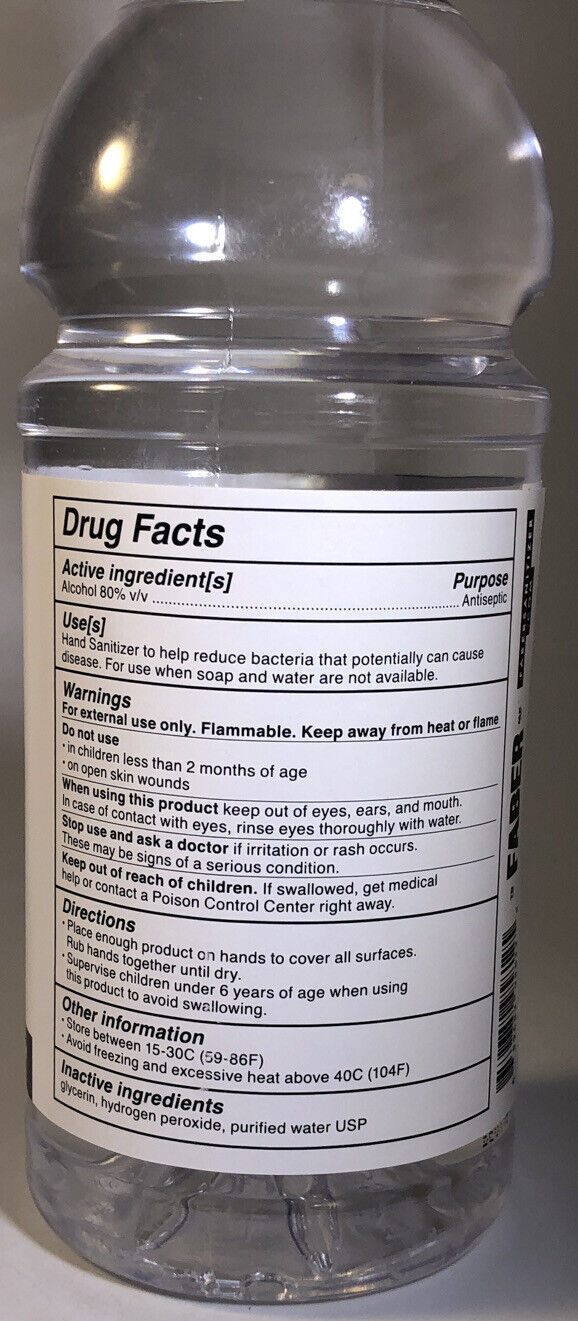 Drug Facts
Active ingredient[s] Purpose
Alcohol 80% v/v ........................................................ Antiseptic
Use[s]
Hand Sanitizer to help reduce bacteria that potentially can cause
disease. For use when soap and water are not available.
Warnings
For external use only. Flammable. Keep away from heat or flame
Do not use
· in children less than 2 months of age
· on open skin wounds
When using this product keep out of eyes, ears, and mouth.
In case of contact with eyes, rinse eyes thoroughly with water.
Stop use and ask a doctor if irritation or rash occurs.
These may be signs of a serious condition.
Keep out of reach of children. If swallowed, get medical
help or contact a Poison Control Center right away.
Directions
· Place enough product on hands to cover all surfaces.
Rub hands together until dry.
· Supervise children under 6 years of age when using
this product to avoid swallowing.
Other information
· Store between 15-30C (59-86F)
· Avoid freezing and excessive heat above 40C (104F)
Inactive ingredients
glycerin, hydrogen peroxide, purified water USP
FABER